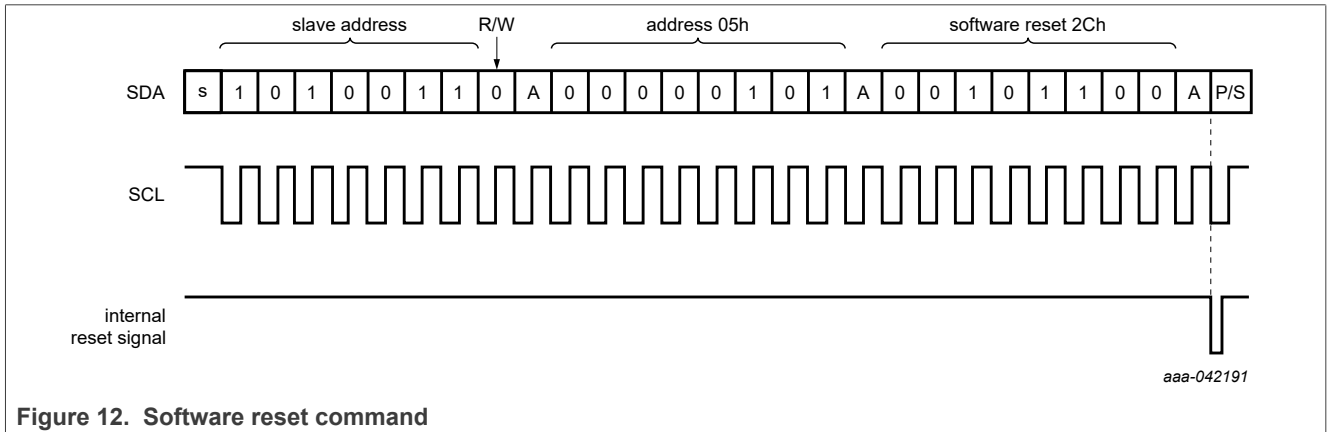 slave address R/W address 05h software reset 2Ch
SDA s 1 0 1 0 0 1 1 0 A 0 0 0 0 0 1 0 1 A 0 0 1 0 1 1 0 0 A P/S
SCL
internal
reset signal
aaa-042191
Figure 12. Software reset command